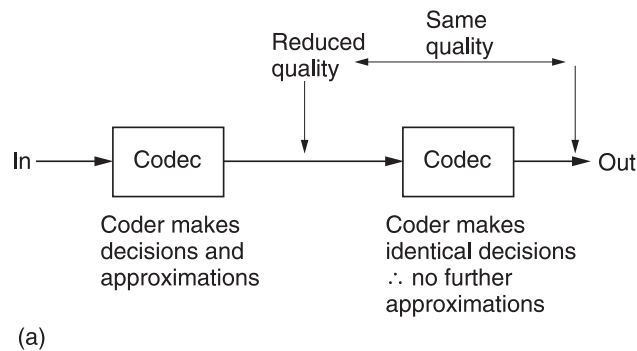 Reduced
quality
Same
quality
In
Codec
Codec
Out
Coder makes
decisions and
approximations
Coder makes
identical decisions
∴ no further
approximations
(a)